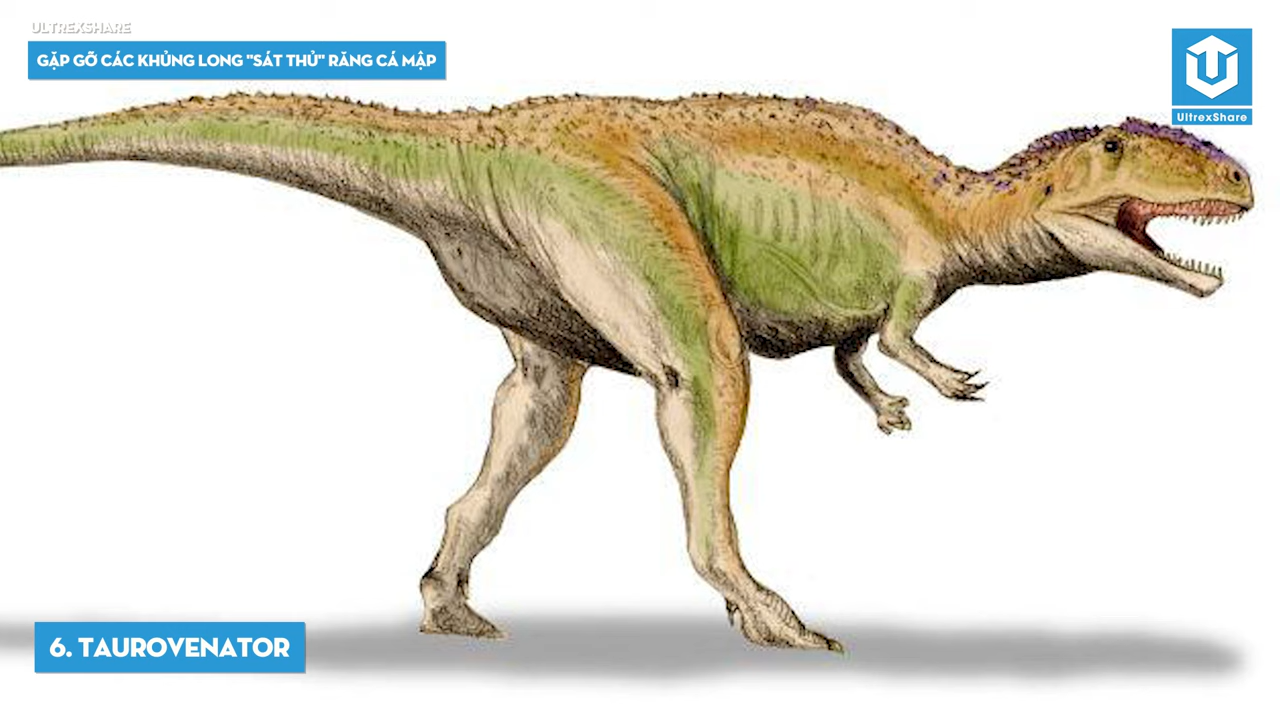 ULTREXSHARE
GẶP GỠ CÁC KHỦNG LONG "SÁT THỦ" RĂNG CÁ MẬP
UltrexShare
6. TAUROVENATOR